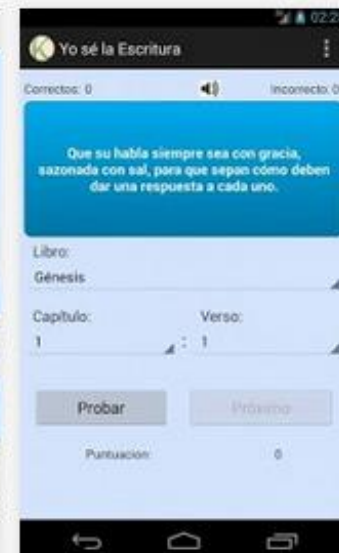 02:2
Yo sé la Escritura
Correctos: 0 Incorrecto: 0
Que su habla siempre sea con gracia,
sazonada con sal, para que sepan cómo deben
dar una respuesta a cada uno.
Libro:
Génesis
Capítulo: Verso:
1 : 1
Probar Próximo
Puntuacion: 0